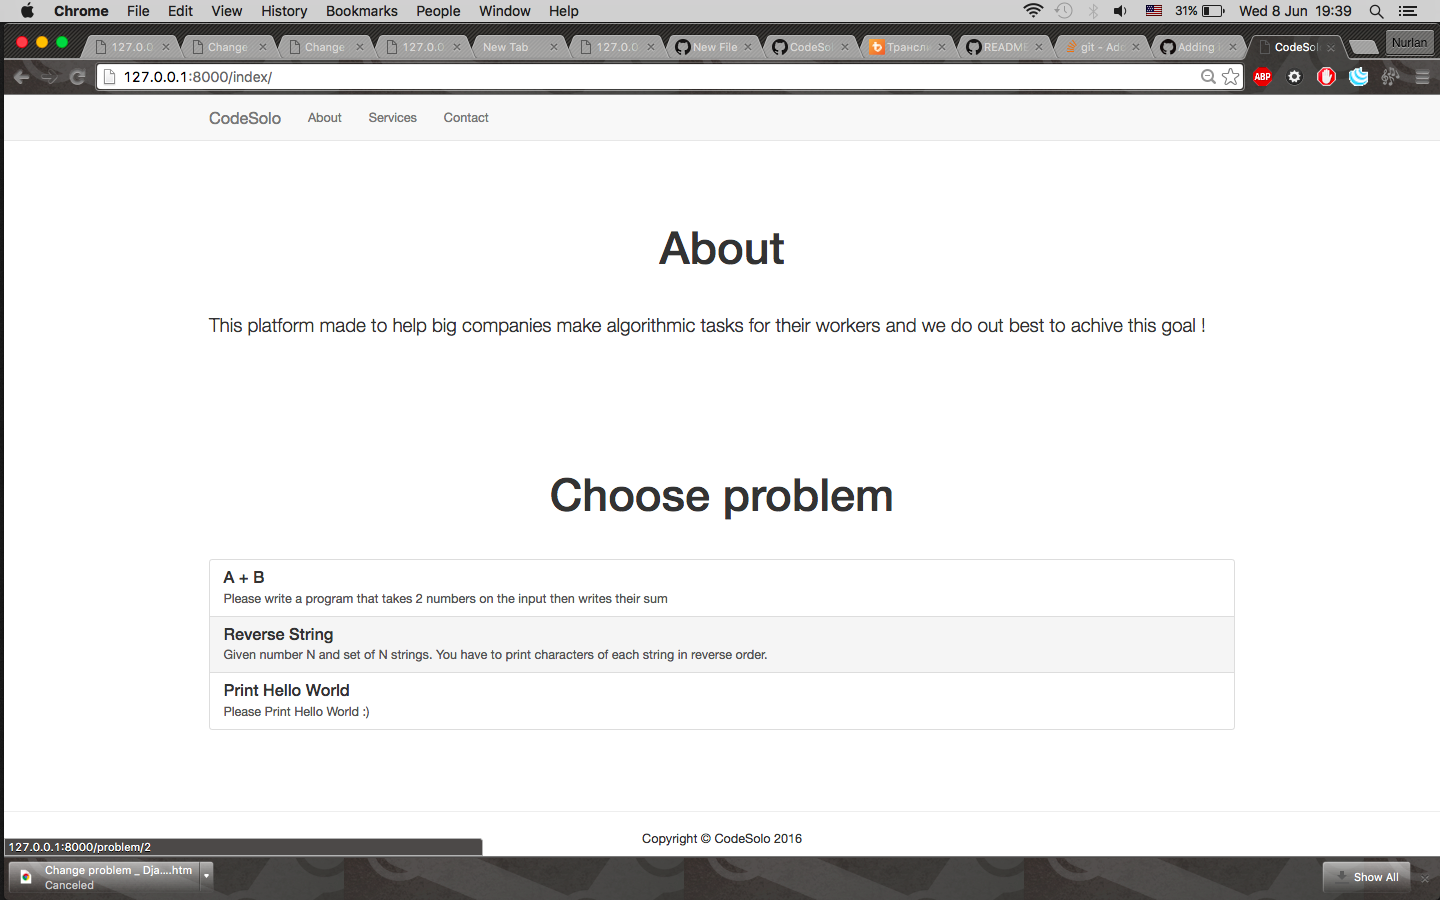 Chrome File Edit View History Bookmarks People Window Help 31% Wed 8 Jun 19:39
127.0.0 Change Change 127.0.0 New Tab 127.0.0 New File CodeSol Трансли README git - Add Adding CodeSol Nurlan
127.0.0.1:8000/index/ ABP
CodeSolo About Services Contact
About
This platform made to help big companies make algorithmic tasks for their workers and we do out best to achive this goal !
Choose problem
A + B
Please write a program that takes 2 numbers on the input then writes their sum
Reverse String
Given number N and set of N strings. You have to print characters of each string in reverse order.
Print Hello World
Please Print Hello World :)
Copyright © CodeSolo 2016
127.0.0.1:8000/problem/2
Change problem _ Dja....htm
Canceled
Show All